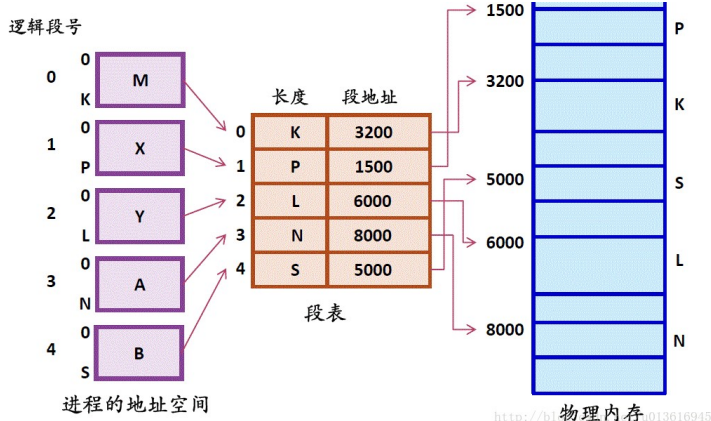 逻辑段号
0
0
M
K
1
0
X
P
2
0
Y
L
3
0
A
N
4
0
B
S
进程的地址空间
长度 段地址
0 K 3200
1 P 1500
2 L 6000
3 N 8000
4 S 5000
段表
1500
P
3200
K
5000
S
6000
L
8000
N
物理内存